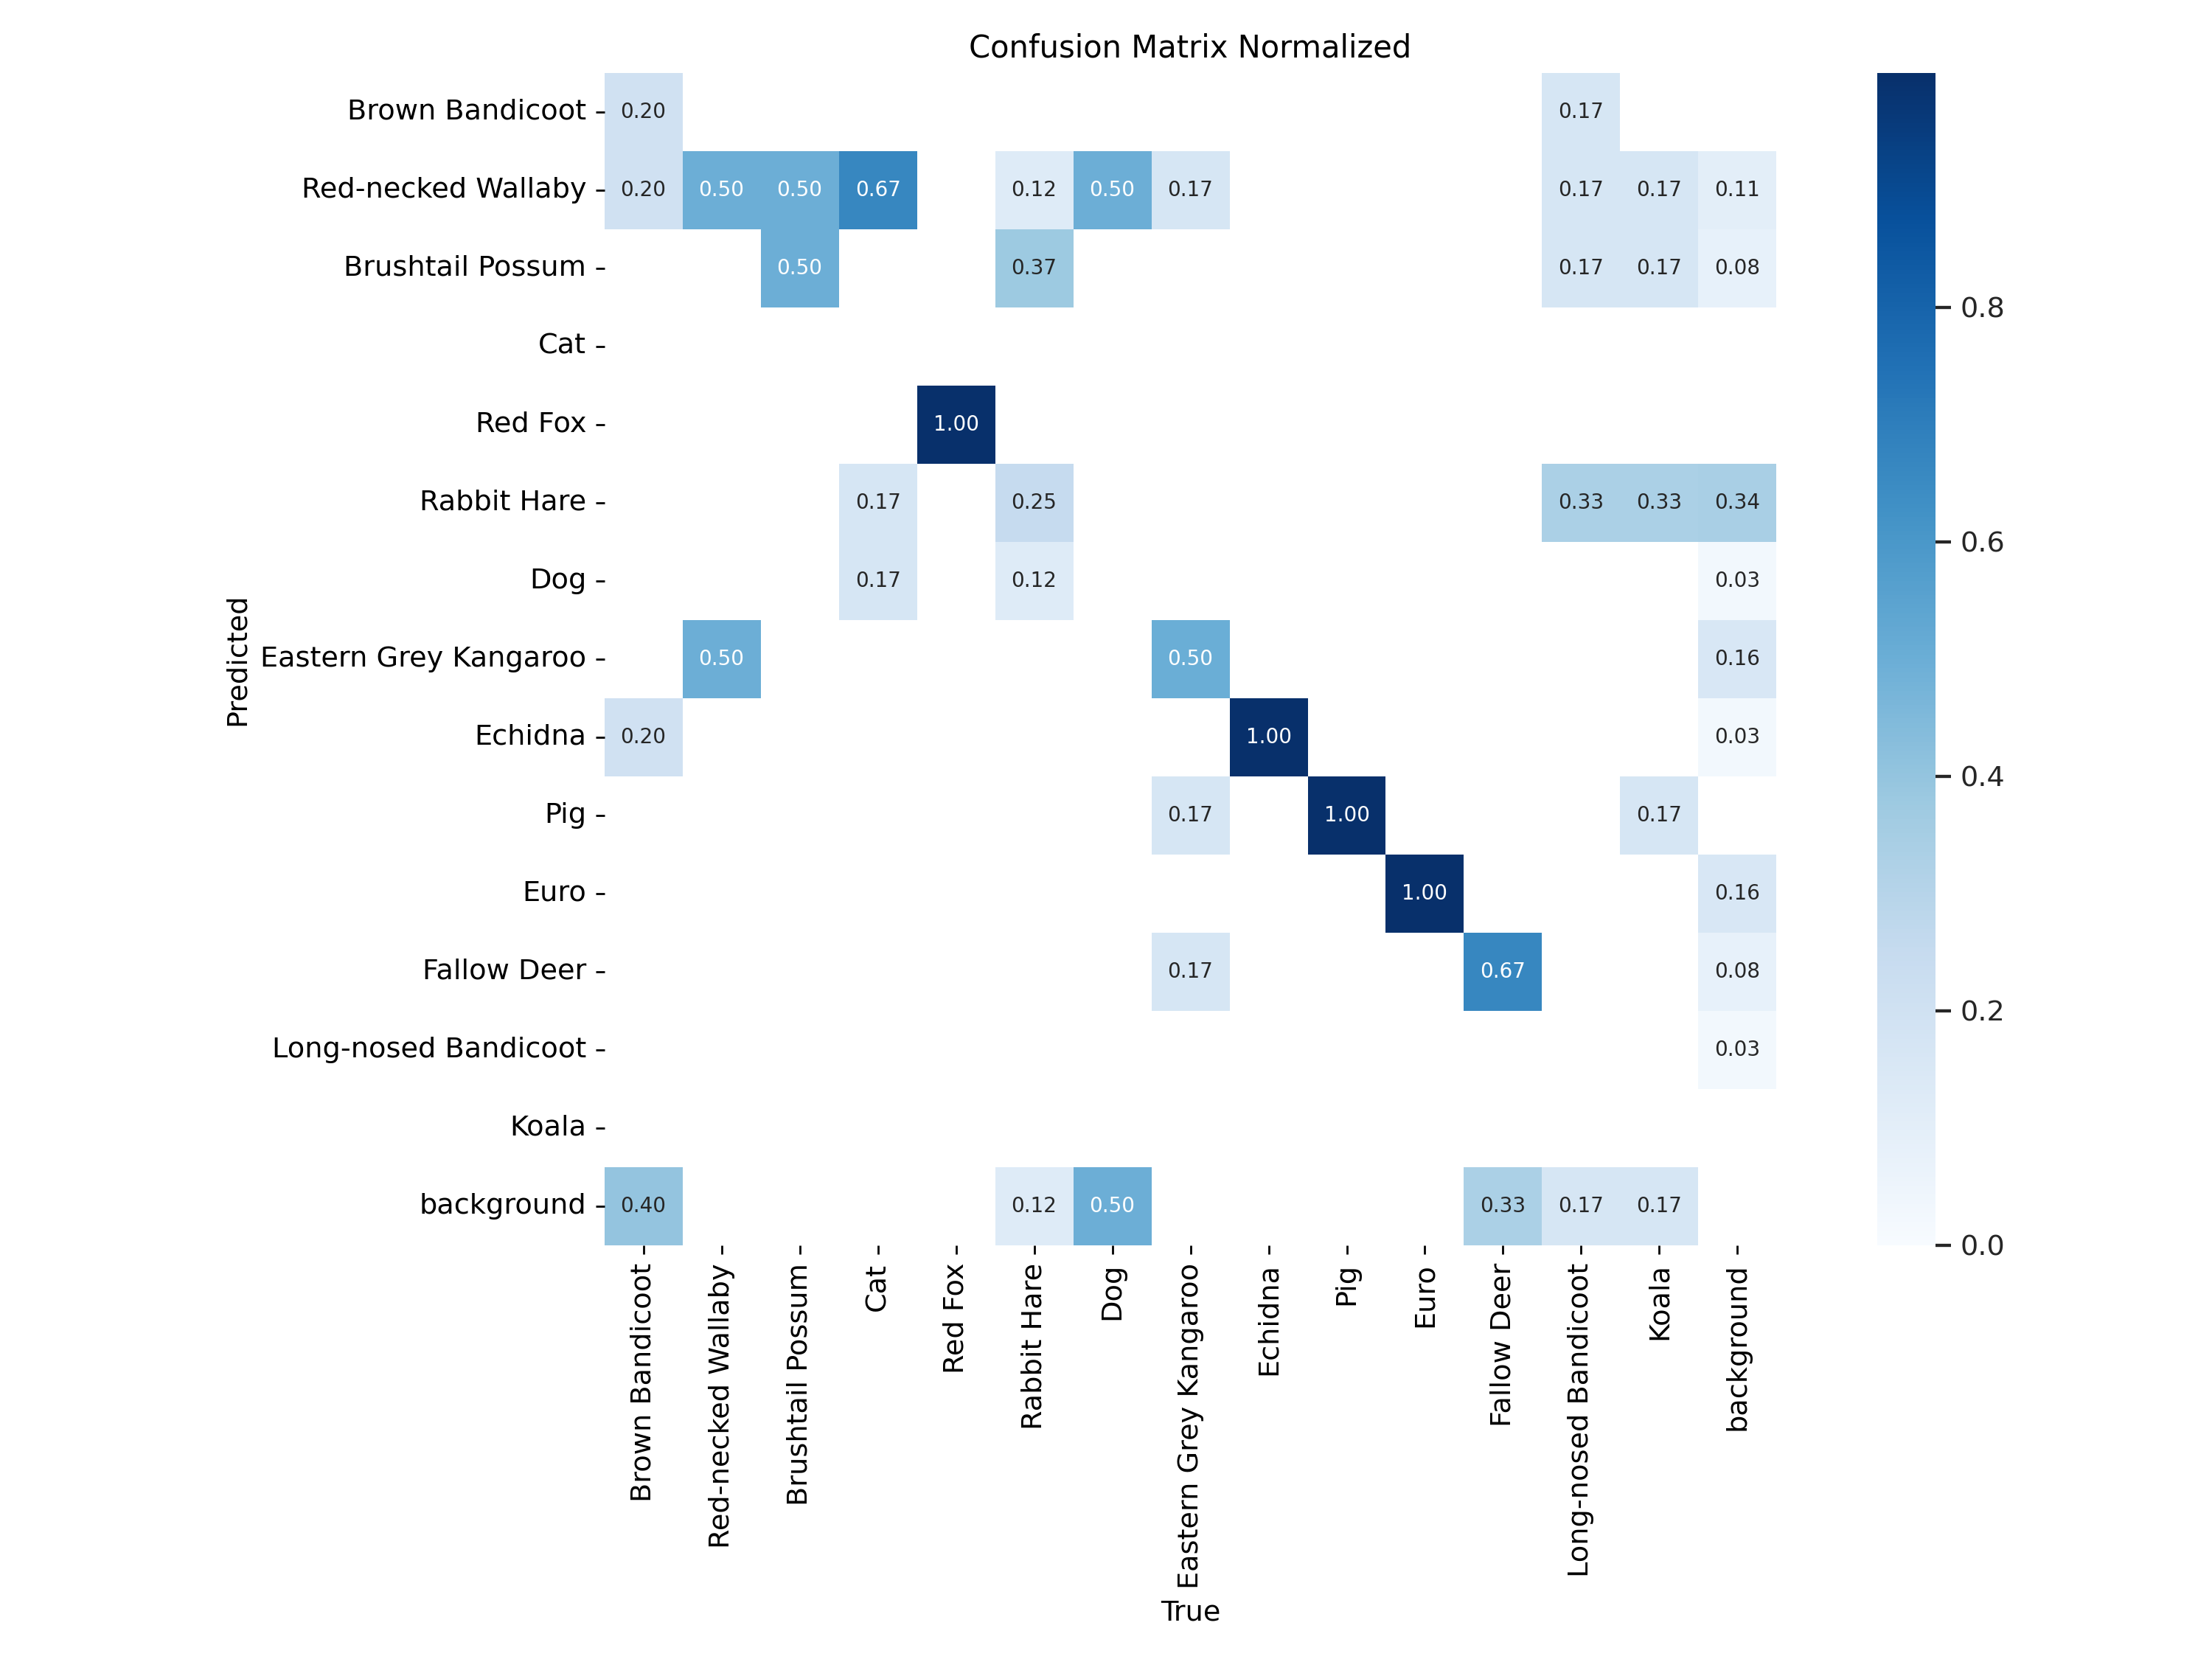 Confusion Matrix Normalized
Predicted
Brown Bandicoot 0.20 0.17
Red-necked Wallaby 0.20 0.50 0.50 0.67 0.12 0.50 0.17 0.17 0.17 0.11
Brushtail Possum 0.50 0.37 0.17 0.17 0.08
Cat
Red Fox 1.00
Rabbit Hare 0.17 0.25 0.33 0.33 0.34
Dog 0.17 0.12 0.03
Eastern Grey Kangaroo 0.50 0.50 0.16
Echidna 0.20 1.00 0.03
Pig 0.17 1.00 0.17
Euro 1.00 0.16
Fallow Deer 0.17 0.67 0.08
Long-nosed Bandicoot 0.03
Koala
background 0.40 0.12 0.50 0.33 0.17 0.17
Brown Bandicoot
Red-necked Wallaby
Brushtail Possum
Cat
Red Fox
Rabbit Hare
Dog
Eastern Grey Kangaroo
Echidna
Pig
Euro
Fallow Deer
Long-nosed Bandicoot
Koala
background
True
0.8
0.6
0.4
0.2
0.0